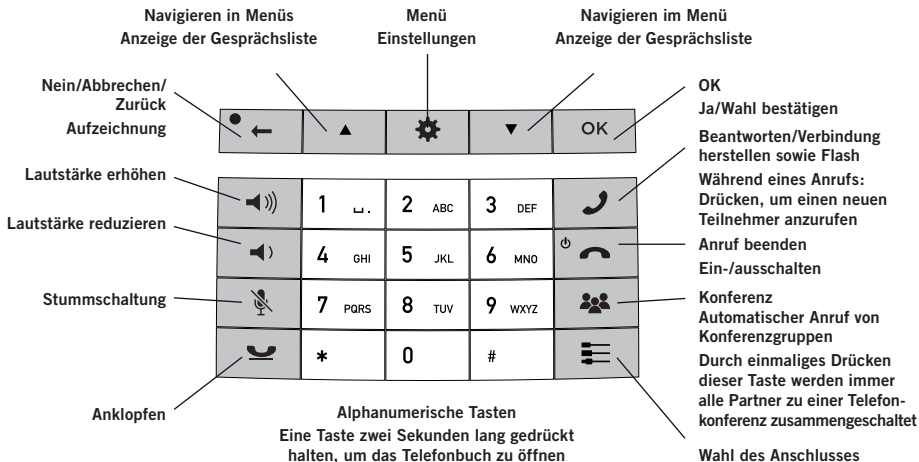 Navigieren in Menüs
Anzeige der Gesprächsliste
Menü
Einstellungen
Navigieren im Menü
Anzeige der Gesprächsliste
Nein/Abbrechen/
Zurück
Aufzeichnung
OK
OK
Ja/Wahl bestätigen
Beantworten/Verbindung
herstellen sowie Flash
Während eines Anrufs:
Drücken, um einen neuen
Teilnehmer anzurufen
Lautstärke erhöhen
1 ␣.
2 ABC
3 DEF
Lautstärke reduzieren
4 GHI
5 JKL
6 MNO
Anruf beenden
Ein-/ausschalten
Stummschaltung
7 PQRS
8 TUV
9 WXYZ
Konferenz
Automatischer Anruf von
Konferenzgruppen
Durch einmaliges Drücken
dieser Taste werden immer
alle Partner zu einer Telefon-
konferenz zusammengeschaltet
*
0
#
Anklopfen
Alphanumerische Tasten
Eine Taste zwei Sekunden lang gedrückt
halten, um das Telefonbuch zu öffnen
Wahl des Anschlusses